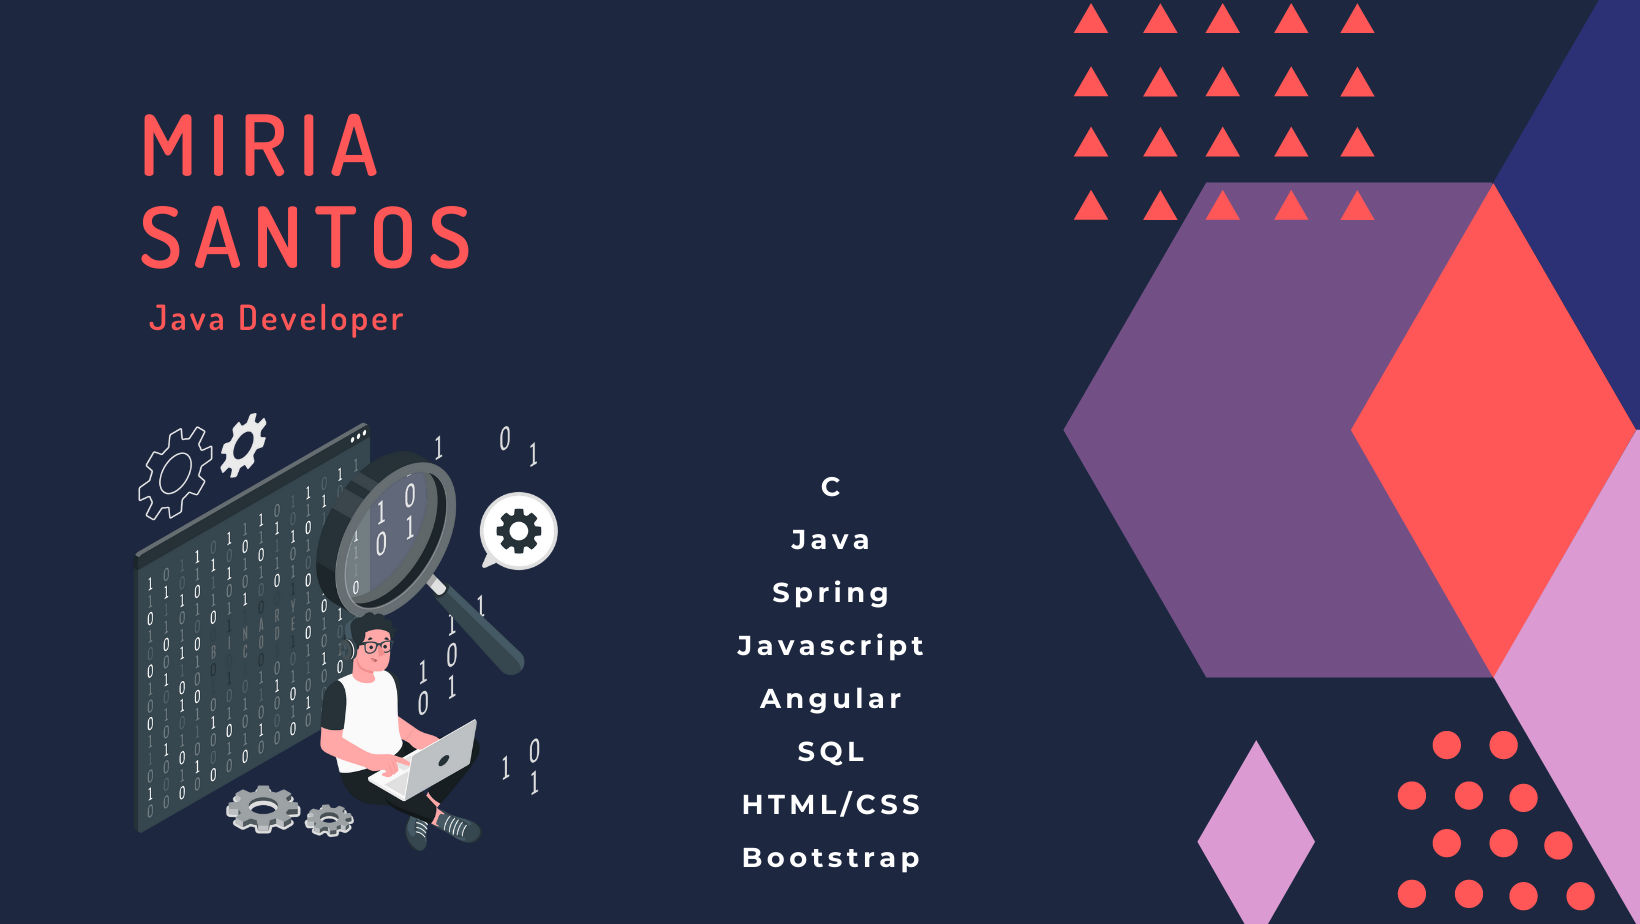 MIRIA
SANTOS
Java Developer
C
Java
Spring
Javascript
Angular
SQL
HTML/CSS
Bootstrap